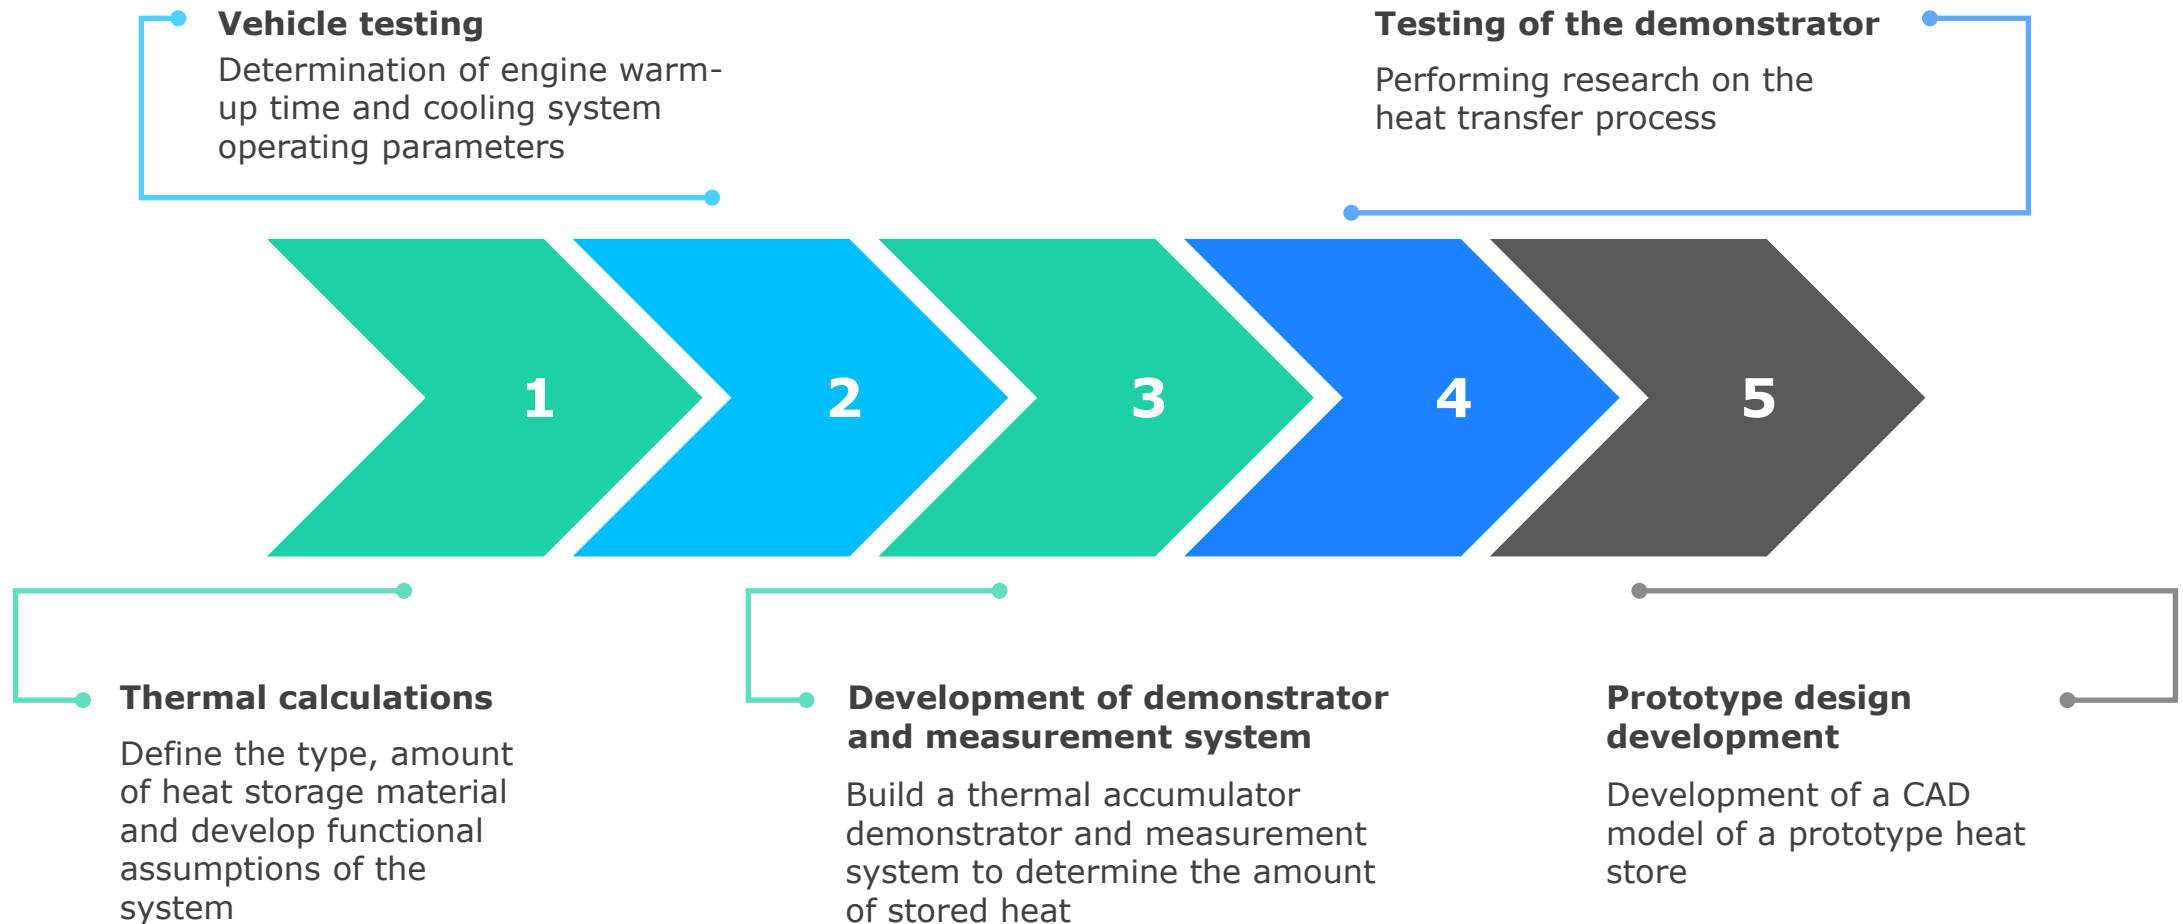 Vehicle testing
Determination of engine warm-
up time and cooling system
operating parameters
Testing of the demonstrator
Performing research on the
heat transfer process
1
2
3
4
5
Thermal calculations
Define the type, amount
of heat storage material
and develop functional
assumptions of the
system
Development of demonstrator
and measurement system
Build a thermal accumulator
demonstrator and measurement
system to determine the amount
of stored heat
Prototype design
development
Development of a CAD
model of a prototype heat
store